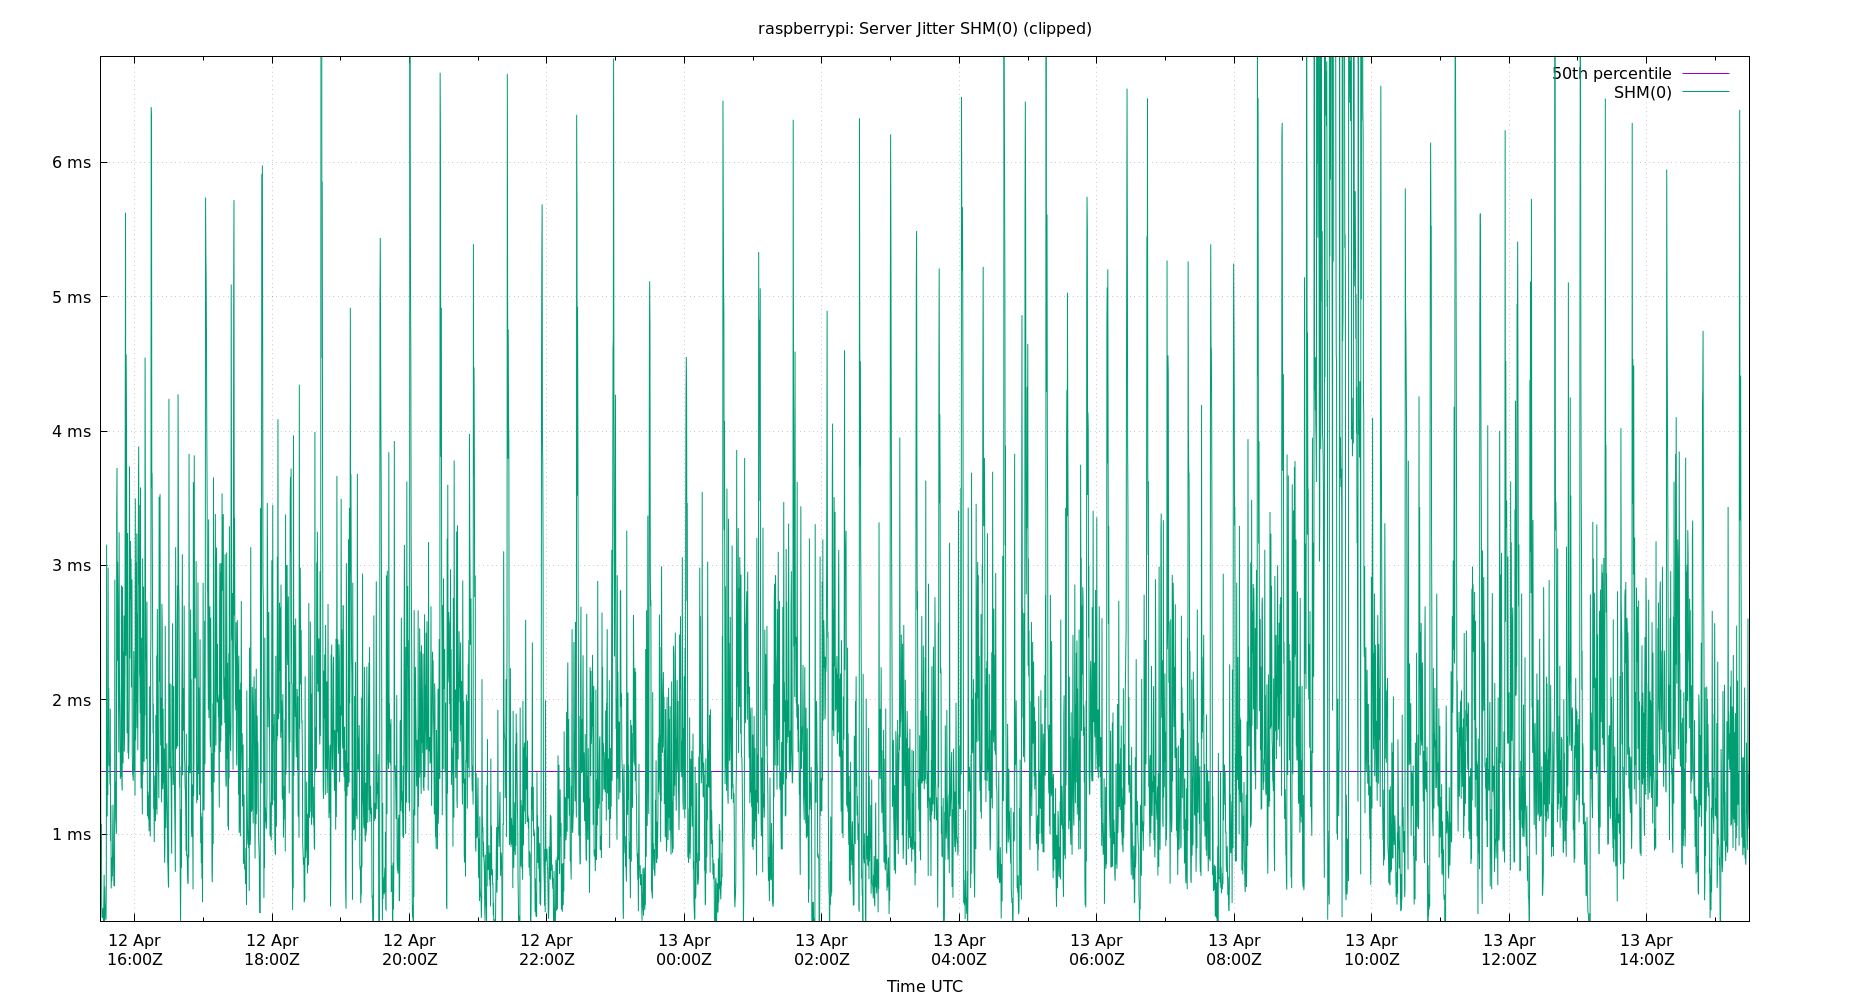 raspberrypi: Server Jitter SHM(0) (clipped)
50th percentile
SHM(0)
6 ms
5 ms
4 ms
3 ms
2 ms
1 ms
12 Apr 12 Apr 12 Apr 12 Apr 13 Apr 13 Apr 13 Apr 13 Apr 13 Apr 13 Apr 13 Apr 13 Apr
16:00Z 18:00Z 20:00Z 22:00Z 00:00Z 02:00Z 04:00Z 06:00Z 08:00Z 10:00Z 12:00Z 14:00Z
Time UTC